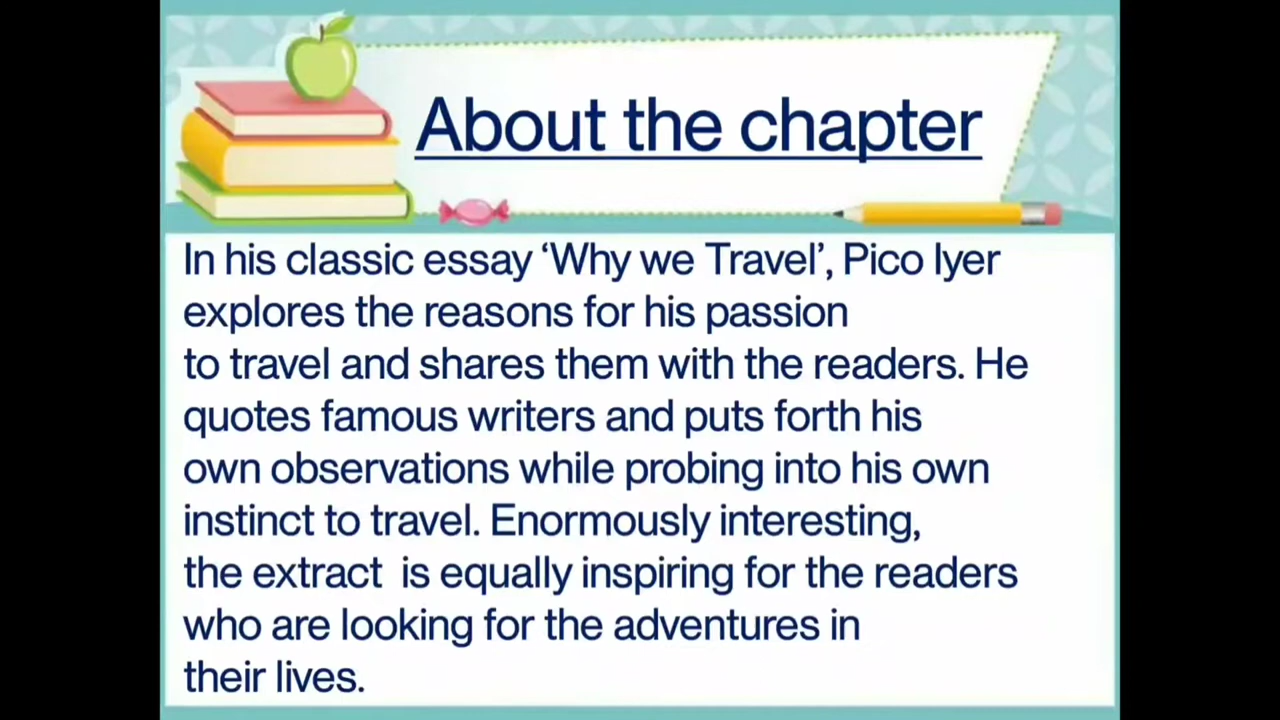 About the chapter
In his classic essay ‘Why we Travel’, Pico Iyer
explores the reasons for his passion
to travel and shares them with the readers. He
quotes famous writers and puts forth his
own observations while probing into his own
instinct to travel. Enormously interesting,
the extract is equally inspiring for the readers
who are looking for the adventures in
their lives.